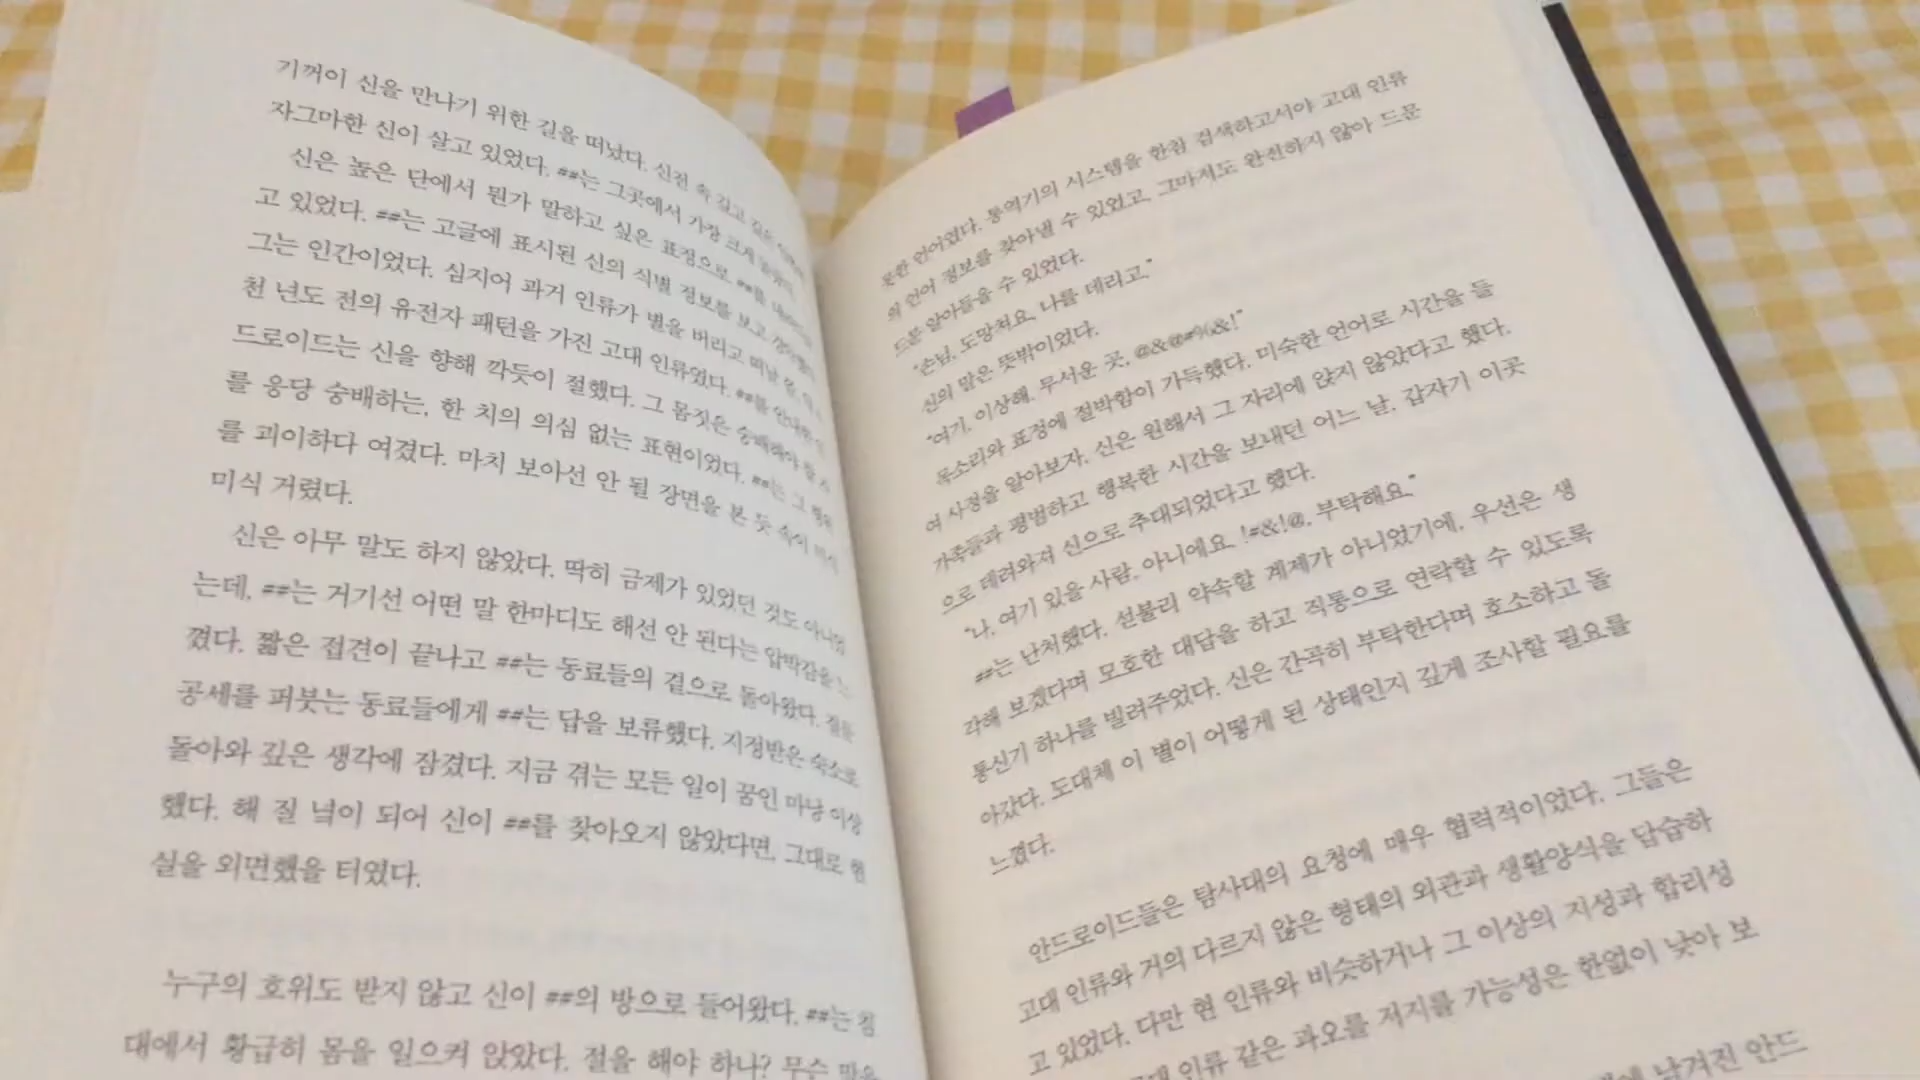 기꺼이 신을 만나기 위한 길을 떠났다. 신전 속 깊고 깊은
자그마한 신이 살고 있었다. ##는 그곳에서 가장 크게 놀랐다.
신은 높은 단에서 뭔가 말하고 싶은 표정으로 ##를
고 있었다. ##는 고글에 표시된 신의 식별 정보를 보고
그는 인간이었다. 심지어 과거 인류가 별을 버리고 떠날
천 년도 전의 유전자 패턴을 가진 고대 인류였다. ##를
드로이드는 신을 향해 깍듯이 절했다. 그 몸짓은 숭배해야 할
를 응당 숭배하는, 한 치의 의심 없는 표현이었다. ##는 그
를 괴이하다 여겼다. 마치 보아선 안 될 장면을 본 듯 속이
미식 거렸다.
신은 아무 말도 하지 않았다. 딱히 금제가 있었던 것도 아니었
는데, ##는 거기선 어떤 말 한마디도 해선 안 된다는 압박감을 느
꼈다. 짧은 접견이 끝나고 ##는 동료들의 곁으로 돌아왔다. 질문
공세를 퍼붓는 동료들에게 ##는 답을 보류했다. 지정받은 숙소로
돌아와 깊은 생각에 잠겼다. 지금 겪는 모든 일이 꿈인 마냥 이상
했다. 해 질 녘이 되어 신이 ##를 찾아오지 않았다면, 그대로 현
실을 외면했을 터였다.
누구의 호위도 받지 않고 신이 ##의 방으로 들어왔다. ##는 침
대에서 황급히 몸을 일으켜 앉았다. 절을 해야 하나? 무슨 말을
못한 언어였다. 통역기의 시스템을 한참 검색하고서야 고대 인류
의 언어 정보를 찾아낼 수 있었고, 그마저도 완전하지 않아 드문
드문 알아들을 수 있었다.
"손님, 도망쳐요. 나를 데리고."
신의 말은 뜻밖이었다.
"여기. 이상해. 무서운 곳. @&@#%&!"
목소리와 표정에 절박함이 가득했다. 미숙한 언어로 시간을 들
여 사정을 알아보자, 신은 원해서 그 자리에 앉지 않았다고 했다.
가족들과 평범하고 행복한 시간을 보내던 어느 날, 갑자기 이곳
으로 데려와져 신으로 추대되었다고 했다.
"나. 여기 있을 사람. 아니에요. !#&!@. 부탁해요."
##는 난처했다. 섣불리 약속할 계제가 아니었기에, 우선은 생
각해 보겠다며 모호한 대답을 하고 직통으로 연락할 수 있도록
통신기 하나를 빌려주었다. 신은 간곡히 부탁한다며 호소하고 돌
아갔다. 도대체 이 별이 어떻게 된 상태인지 깊게 조사할 필요를
느꼈다.
안드로이드들은 탐사대의 요청에 매우 협력적이었다. 그들은
고대 인류와 거의 다르지 않은 형태의 외관과 생활양식을 답습하
고 있었다. 다만 현 인류와 비슷하거나 그 이상의 지성과 합리성
인류 같은 과오를 저지를 가능성은 한없이 낮아 보
남겨진 안드